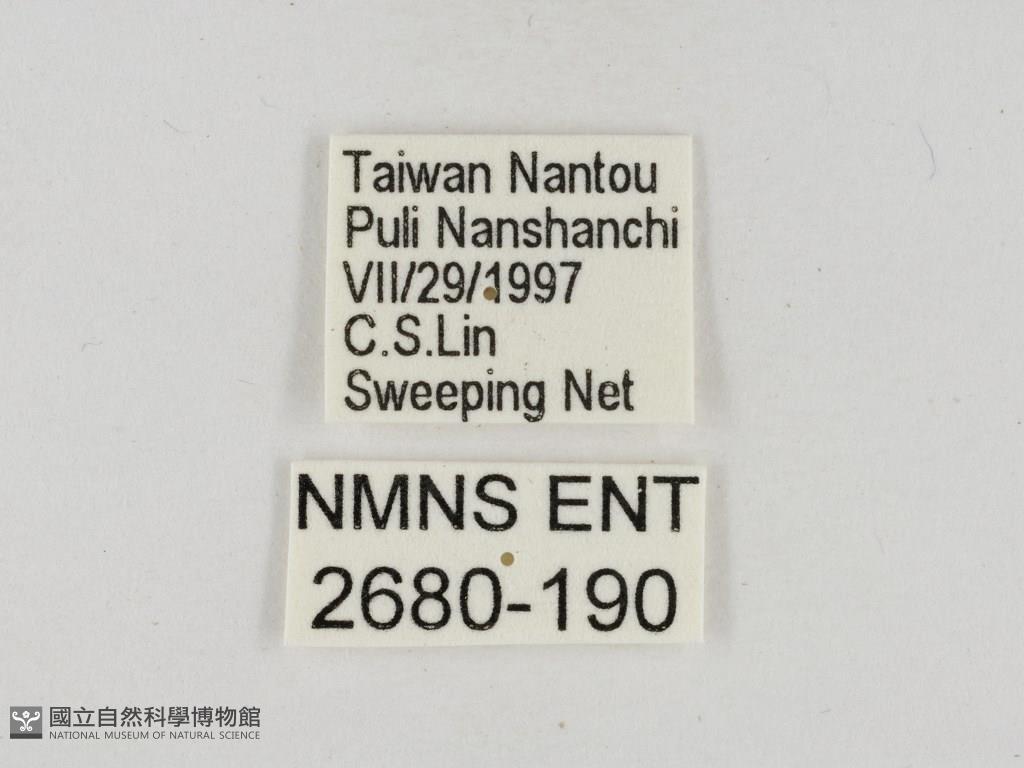 Taiwan Nantou
Puli Nanshanchi
VII/29/1997
C.S.Lin
Sweeping Net
NMNS ENT
2680-190
國立自然科學博物館
NATIONAL MUSEUM OF NATURAL SCIENCE